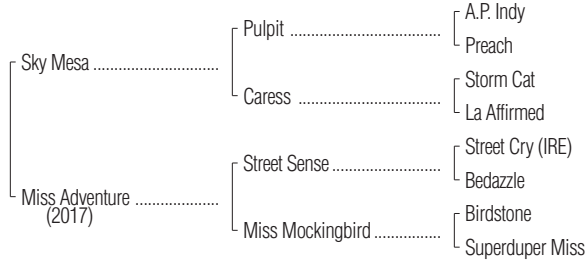 A.P. Indy
Pulpit
Preach
Sky Mesa
Storm Cat
Caress
La Affirmed
Street Cry (IRE)
Street Sense
Bedazzle
Miss Adventure
(2017)
Birdstone
Miss Mockingbird
Superduper Miss